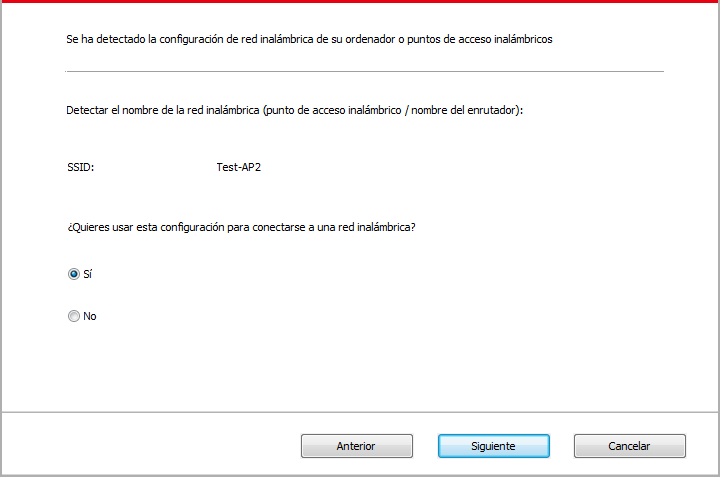 Se ha detectado la configuración de red inalámbrica de su ordenador o puntos de acceso inalámbricos
Detectar el nombre de la red inalámbrica (punto de acceso inalámbrico / nombre del enrutador):
SSID: Test-AP2
¿Quieres usar esta configuración para conectarse a una red inalámbrica?
Sí
No
Anterior Siguiente Cancelar